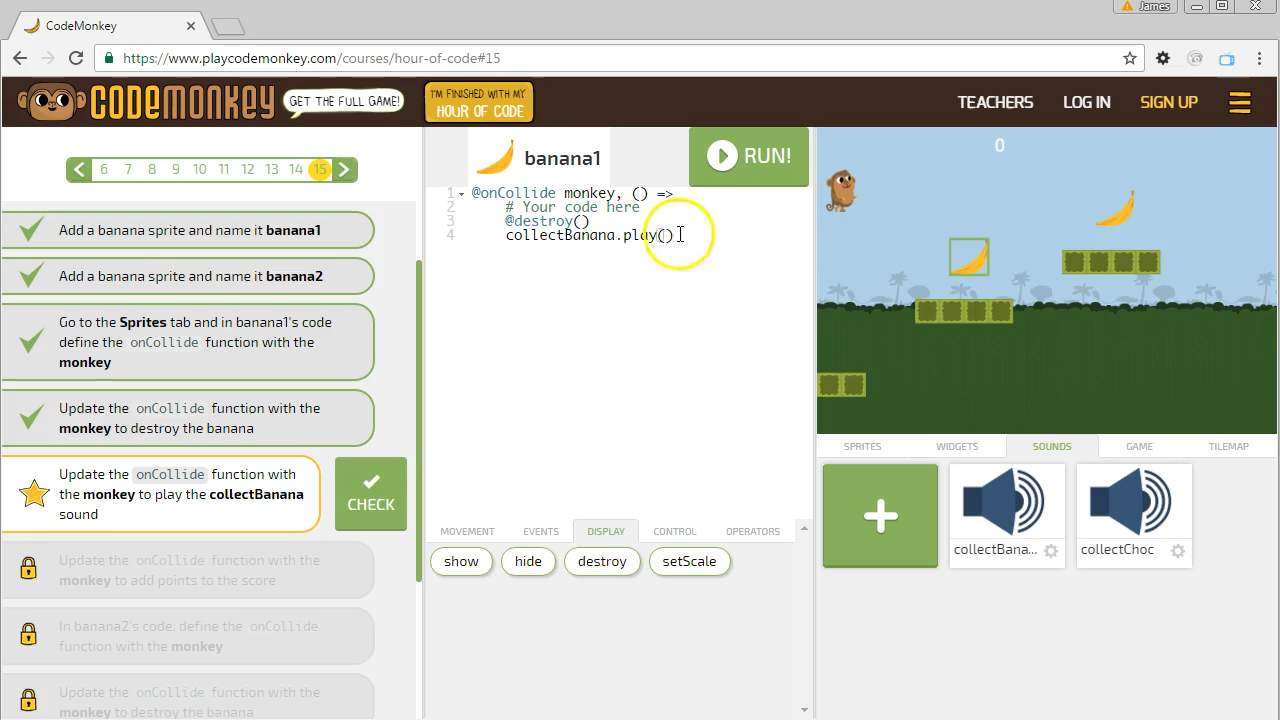 CodeMonkey
James
https://www.playcodemonkey.com/courses/hour-of-code#15
CODEMONKEY
GET THE FULL GAME!
I'M FINISHED WITH MY
HOUR OF CODE
TEACHERS
LOG IN
SIGN UP
6 7 8 9 10 11 12 13 14 15
Add a banana sprite and name it banana1
Add a banana sprite and name it banana2
Go to the Sprites tab and in banana1's code
define the onCollide function with the
monkey
Update the onCollide function with the
monkey to destroy the banana
Update the onCollide function with
the monkey to play the collectBanana
sound
CHECK
Update the onCollide function with the
monkey to add points to the score
In banana2's code, define the onCollide
function with the monkey
Update the onCollide function with the
monkey to destroy the banana
banana1
RUN!
1 @onCollide monkey, () =>
2 # Your code here
3 @destroy()
4 collectBanana.play()
MOVEMENT EVENTS DISPLAY CONTROL OPERATORS
show hide destroy setScale
0
SPRITES WIDGETS SOUNDS GAME TILEMAP
+
collectBana...
collectChoc